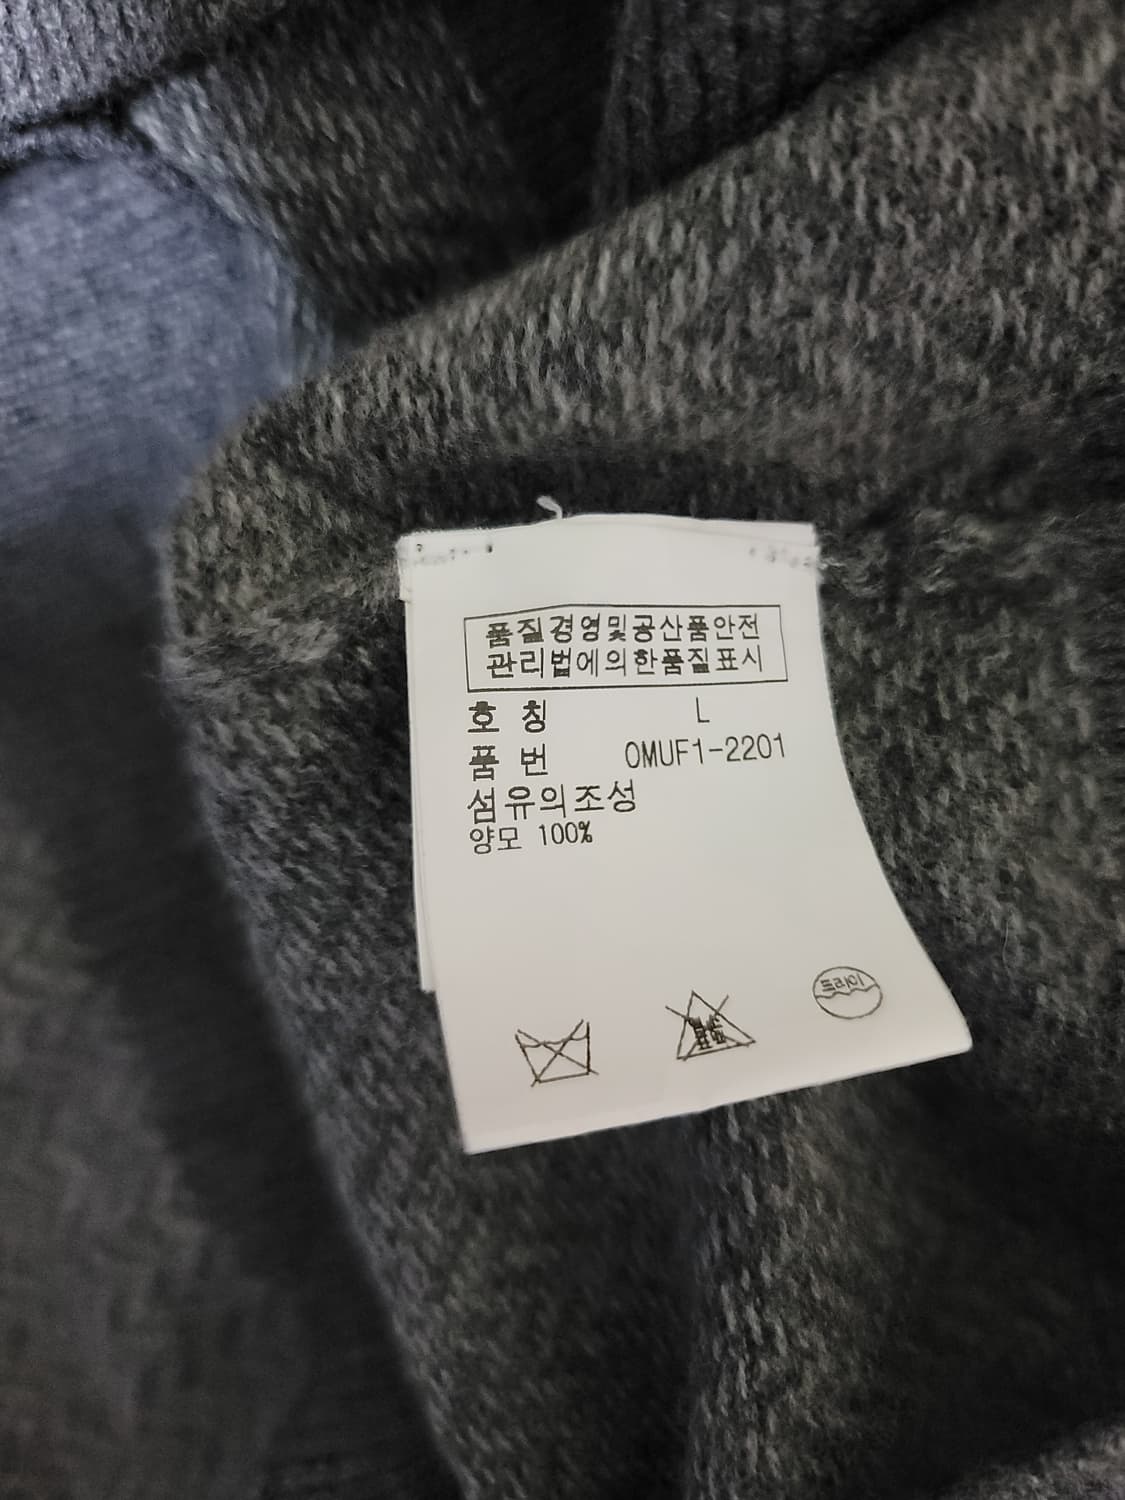 품질경영및공산품안전
관리법에의한품질표시
호 칭 L
품 번 OMUF1-2201
섬유의조성
양모 100%
드라이